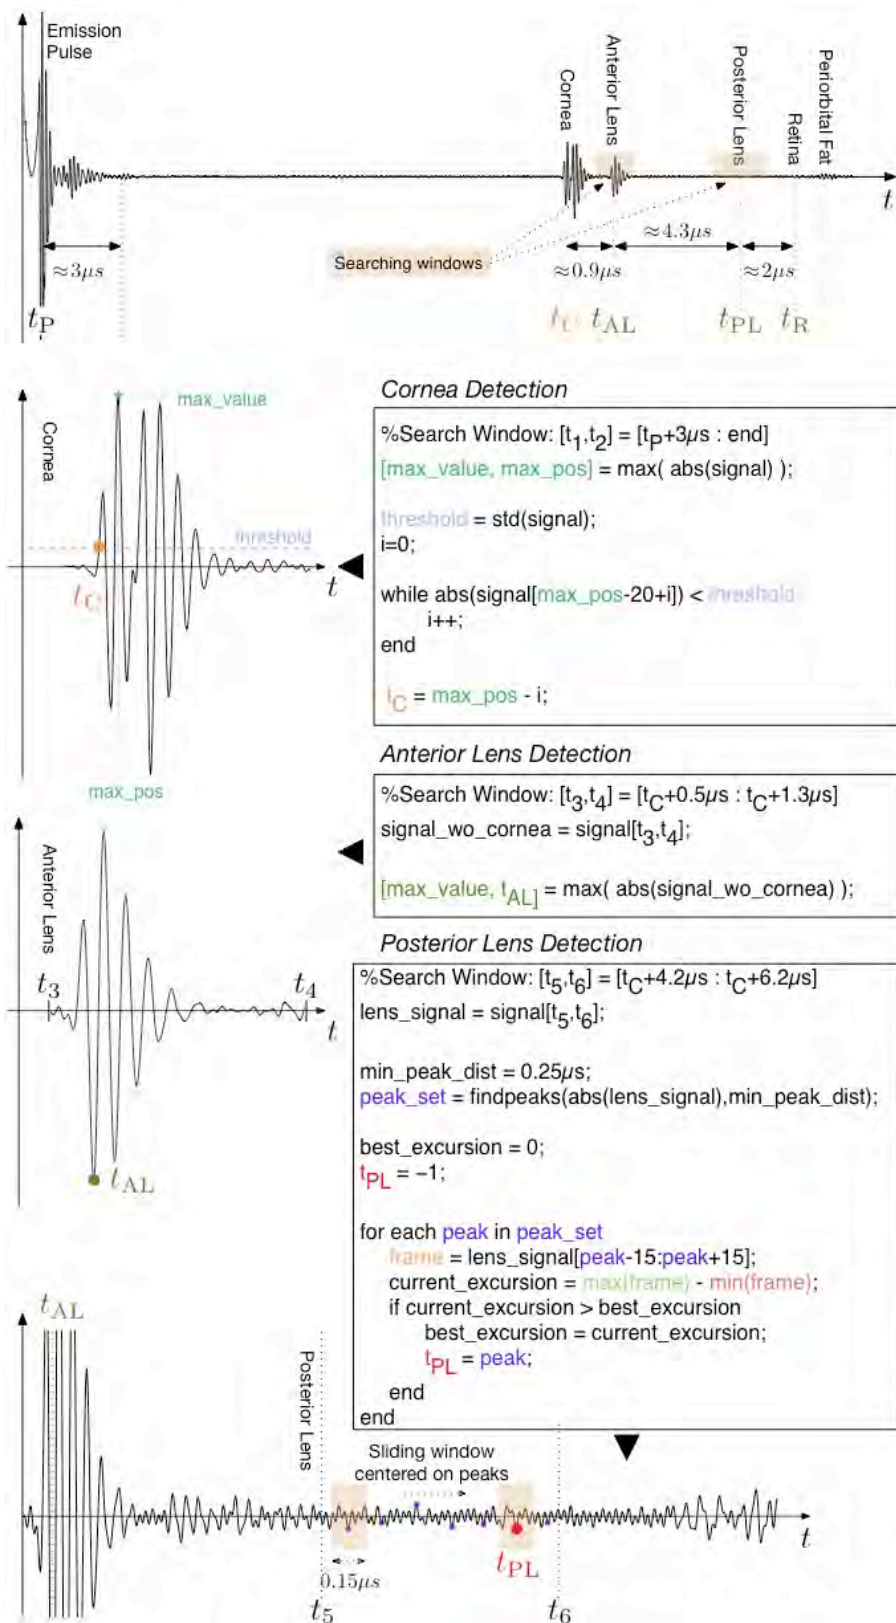 Emission
Pulse
Cornea
Anterior Lens
Posterior Lens
Retina
Periorbital Fat
t
≈4.3μs
Searching windows
≈3μs
≈0.9μs
≈2μs
tP
tC
tAL
tPL
tR
Cornea Detection
max_value
Cornea
%Search Window: [t1,t2] = [tP+3μs : end]
[max_value, max_pos] = max( abs(signal) );
threshold = std(signal);
i=0;
threshold
t
tC
while abs(signal[max_pos-20+i]) < threshold
i++;
end
tC = max_pos - i;
max_pos
Anterior Lens Detection
%Search Window: [t3,t4] = [tC+0.5μs : tC+1.3μs]
signal_wo_cornea = signal[t3,t4];
[max_value, tAL] = max( abs(signal_wo_cornea) );
Anterior Lens
t3
t4
t
tAL
Posterior Lens Detection
%Search Window: [t5,t6] = [tC+4.2μs : tC+6.2μs]
lens_signal = signal[t5,t6];
min_peak_dist = 0.25μs;
peak_set = findpeaks(abs(lens_signal),min_peak_dist);
best_excursion = 0;
tPL = −1;
for each peak in peak_set
frame = lens_signal[peak-15:peak+15];
current_excursion = max(frame) - min(frame);
if current_excursion > best_excursion
best_excursion = current_excursion;
tPL = peak;
end
end
tAL
Posterior Lens
Sliding window
centered on peaks
t
0.15μs
tPL
t5
t6